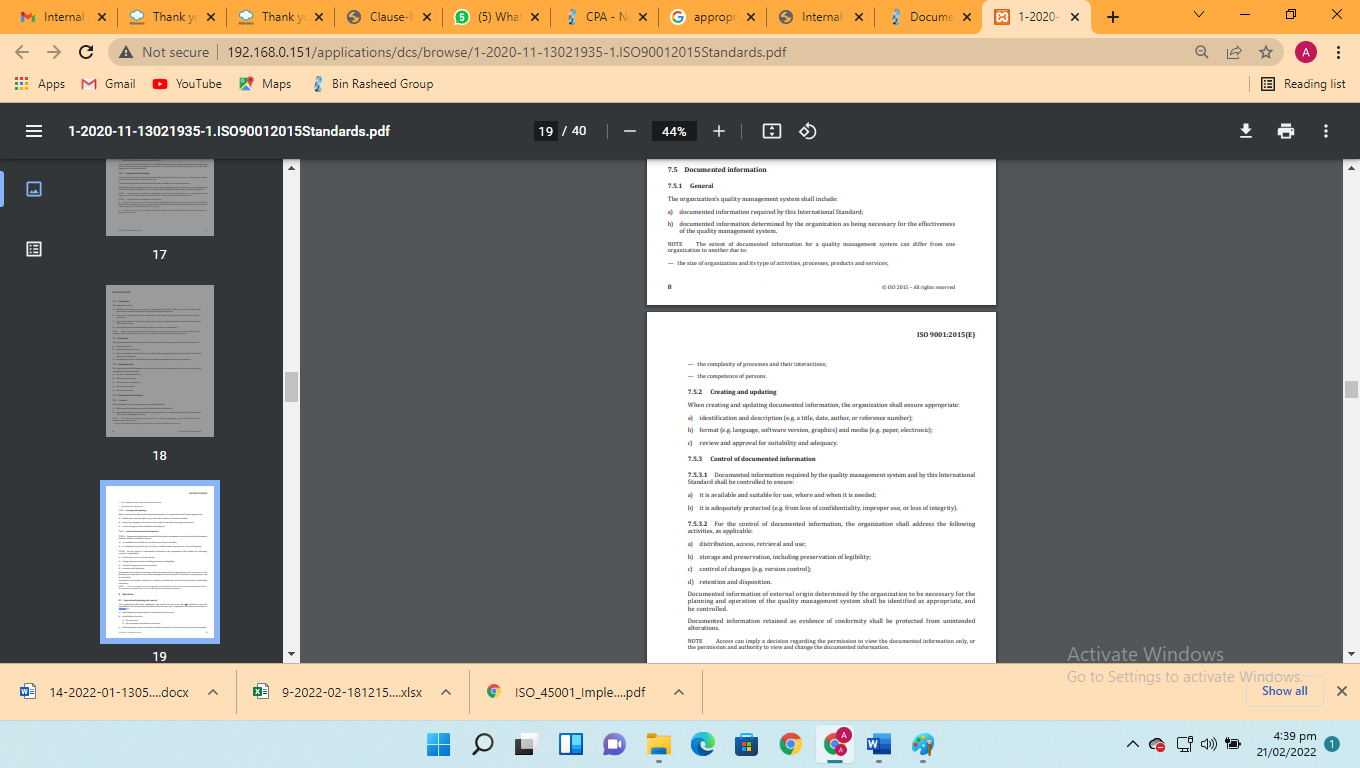 Internal
Thank y
Thank y
Clause-b
(5) What
CPA - N
appropr
Internal
Docume
1-2020-
Not secure
192.168.0.151/applications/dcs/browse/1-2020-11-13021935-1.ISO90012015Standards.pdf
A
Apps
Gmail
YouTube
Maps
Bin Rasheed Group
Reading list
1-2020-11-13021935-1.ISO90012015Standards.pdf
19 / 40
44%
17
18
19
7.5 Documented information
7.5.1 General
The organization's quality management system shall include:
a) documented information required by this International Standard;
b) documented information determined by the organization as being necessary for the effectiveness
of the quality management system.
NOTE The extent of documented information for a quality management system can differ from one
organization to another due to:
— the size of organization and its type of activities, processes, products and services;
8
© ISO 2015 – All rights reserved
ISO 9001:2015(E)
— the complexity of processes and their interactions;
— the competence of persons.
7.5.2 Creating and updating
When creating and updating documented information, the organization shall ensure appropriate:
a) identification and description (e.g. a title, date, author, or reference number);
b) format (e.g. language, software version, graphics) and media (e.g. paper, electronic);
c) review and approval for suitability and adequacy.
7.5.3 Control of documented information
7.5.3.1 Documented information required by the quality management system and by this International
Standard shall be controlled to ensure:
a) it is available and suitable for use, where and when it is needed;
b) it is adequately protected (e.g. from loss of confidentiality, improper use, or loss of integrity).
7.5.3.2 For the control of documented information, the organization shall address the following
activities, as applicable:
a) distribution, access, retrieval and use;
b) storage and preservation, including preservation of legibility;
c) control of changes (e.g. version control);
d) retention and disposition.
Documented information of external origin determined by the organization to be necessary for the
planning and operation of the quality management system shall be identified as appropriate, and
be controlled.
Documented information retained as evidence of conformity shall be protected from unintended
alterations.
NOTE Access can imply a decision regarding the permission to view the documented information only, or
the permission and authority to view and change the documented information.
Activate Windows
Go to Settings to activate Windows.
14-2022-01-1305....docx
9-2022-02-181215....xlsx
ISO_45001_Imple....pdf
Show all
4:39 pm
21/02/2022
1